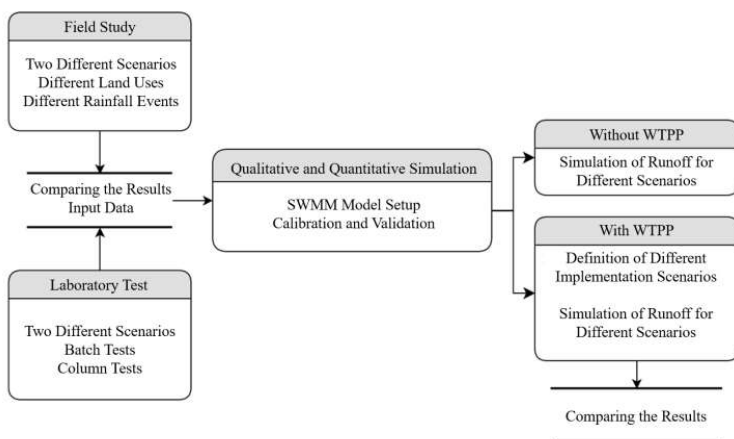 Field Study
Two Different Scenarios
Different Land Uses
Different Rainfall Events
Comparing the Results
Input Data
Laboratory Test
Two Different Scenarios
Batch Tests
Column Tests
Qualitative and Quantitative Simulation
SWMM Model Setup
Calibration and Validation
Without WTPP
Simulation of Runoff for
Different Scenarios
With WTPP
Definition of Different
Implementation Scenarios
Simulation of Runoff for
Different Scenarios
Comparing the Results